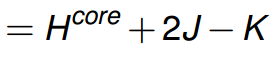 = H^core + 2J − K